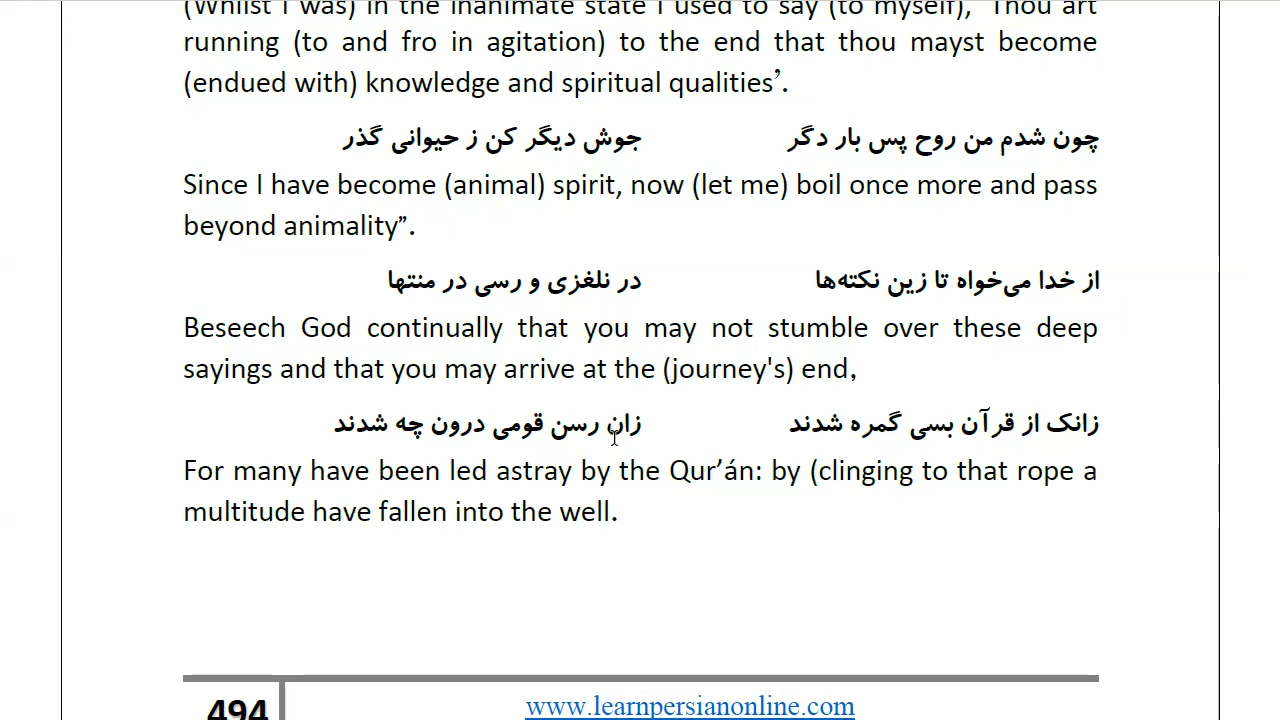 (Whilst I was) in the inanimate state I used to say (to myself), 'Thou art
running (to and fro in agitation) to the end that thou mayst become
(endued with) knowledge and spiritual qualities’.
چون شدم من روح پس بار دگر جوش دیگر کن ز حیوانی گذر
Since I have become (animal) spirit, now (let me) boil once more and pass
beyond animality”.
از خدا می‌خواه تا زین نکته‌ها در نلغزی و رسی در منتها
Beseech God continually that you may not stumble over these deep
sayings and that you may arrive at the (journey's) end,
زانک از قرآن بسی گمره شدند زان رسن قومی درون چه شدند
For many have been led astray by the Qur’án: by (clinging to that rope a
multitude have fallen into the well.
494 www.learnpersianonline.com